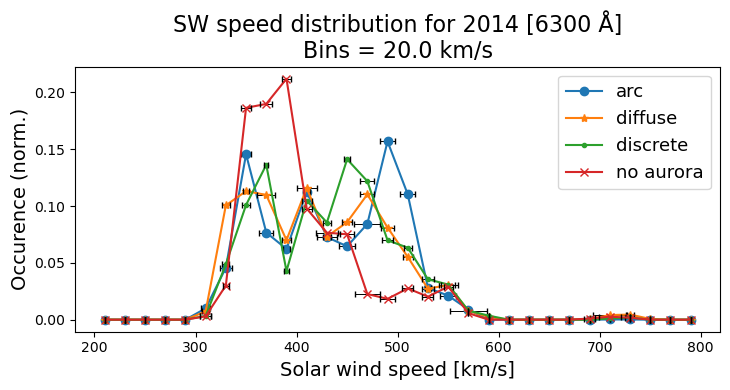 SW speed distribution for 2014 [6300 Å]
Bins = 20.0 km/s
Occurence (norm.)
0.20
0.15
0.10
0.05
0.00
arc
diffuse
discrete
no aurora
200 300 400 500 600 700 800
Solar wind speed [km/s]